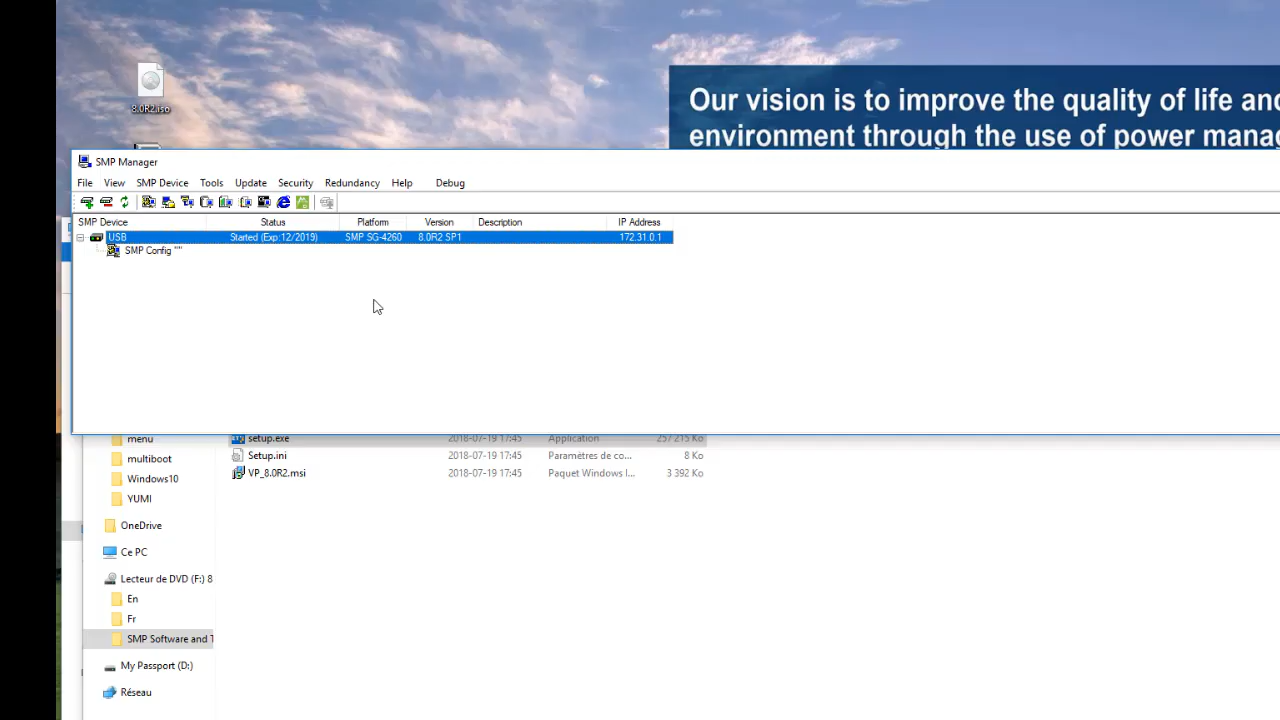 8.0R2.iso
Our vision is to improve the quality of life and
environment through the use of power mana
SMP Manager
File View SMP Device Tools Update Security Redundancy Help Debug
SMP Device Status Platform Version Description IP Address
USB Started (Exp:12/2019) SMP SG-4260 8.0R2 SP1 172.31.0.1
SMP Config ""
menu setup.exe 2018-07-19 17:45 Application 257 215 Ko
Setup.ini 2018-07-19 17:45 Paramètres de co... 8 Ko
multiboot
VP_8.0R2.msi 2018-07-19 17:45 Paquet Windows I... 3 392 Ko
Windows10
YUMI
OneDrive
Ce PC
Lecteur de DVD (F:) 8
En
Fr
SMP Software and T
My Passport (D:)
Réseau